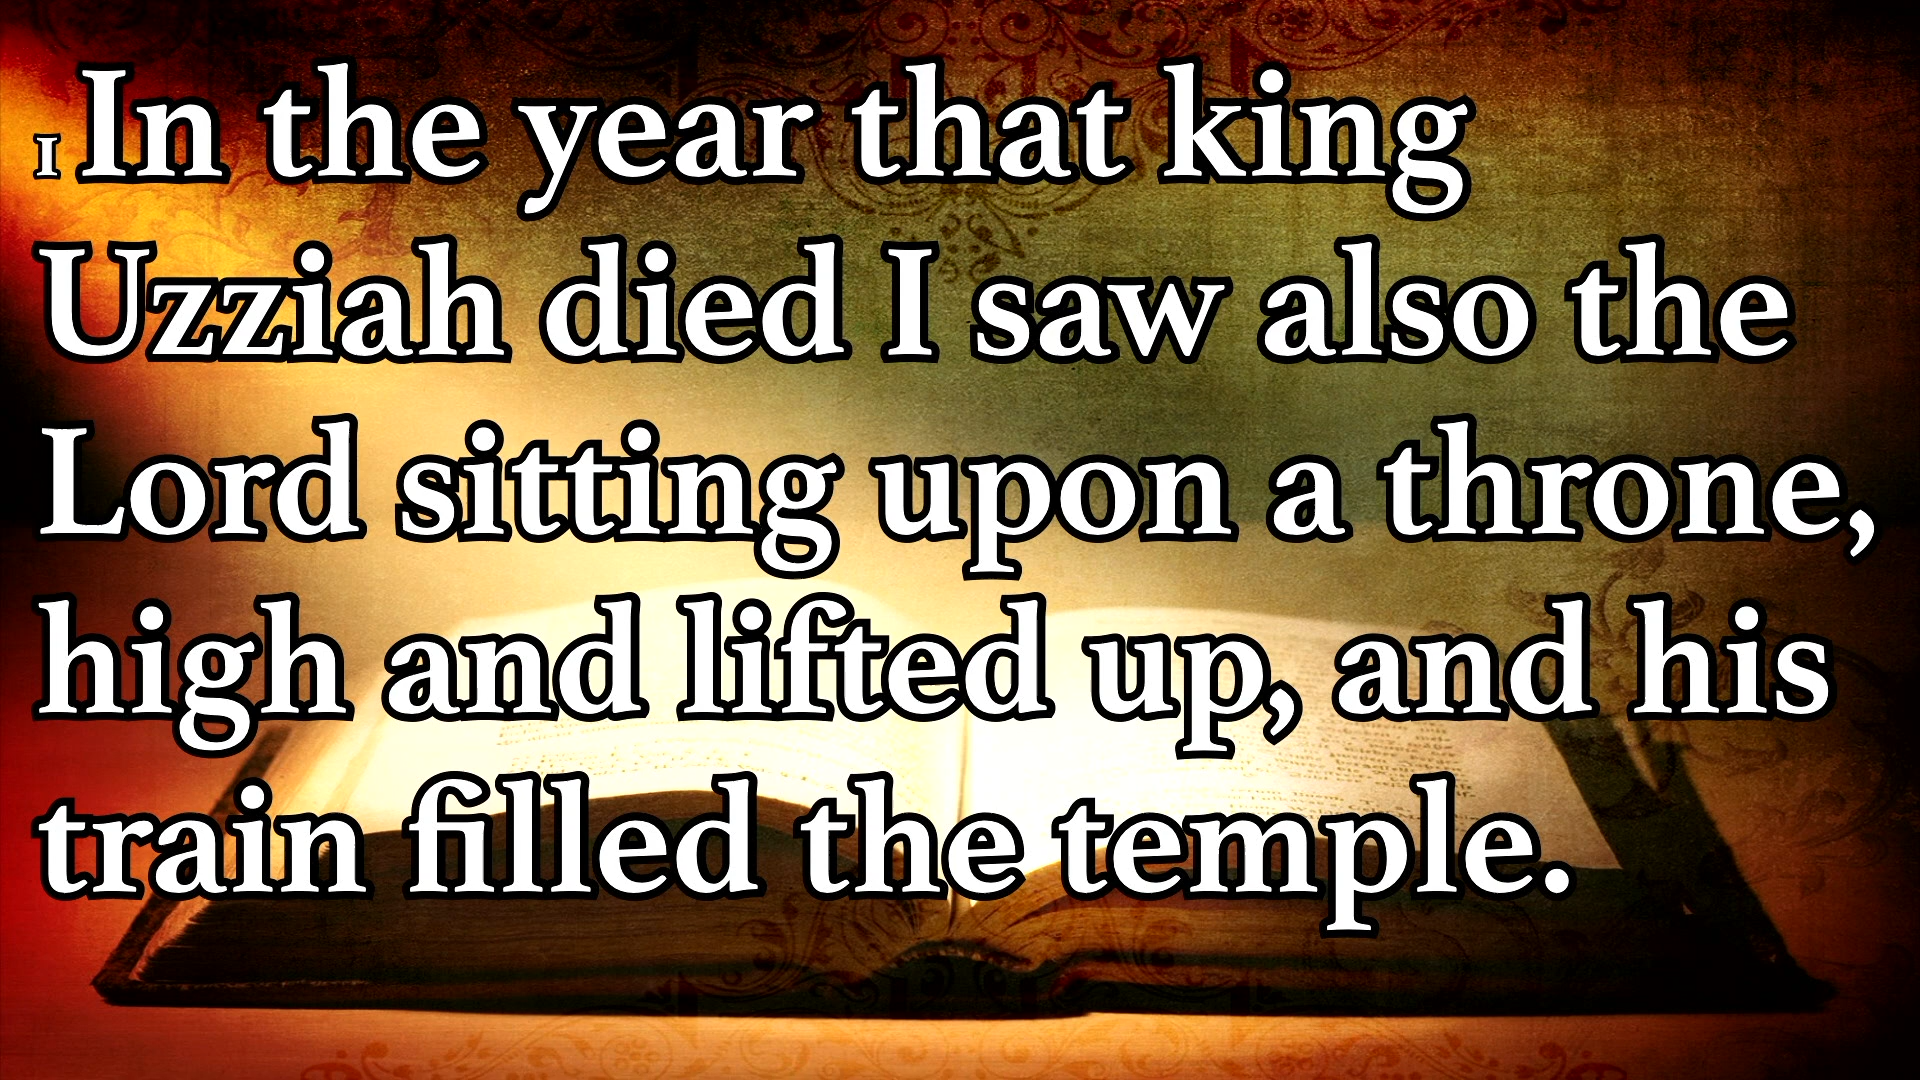 1 In the year that king
Uzziah died I saw also the
Lord sitting upon a throne,
high and lifted up, and his
train filled the temple.